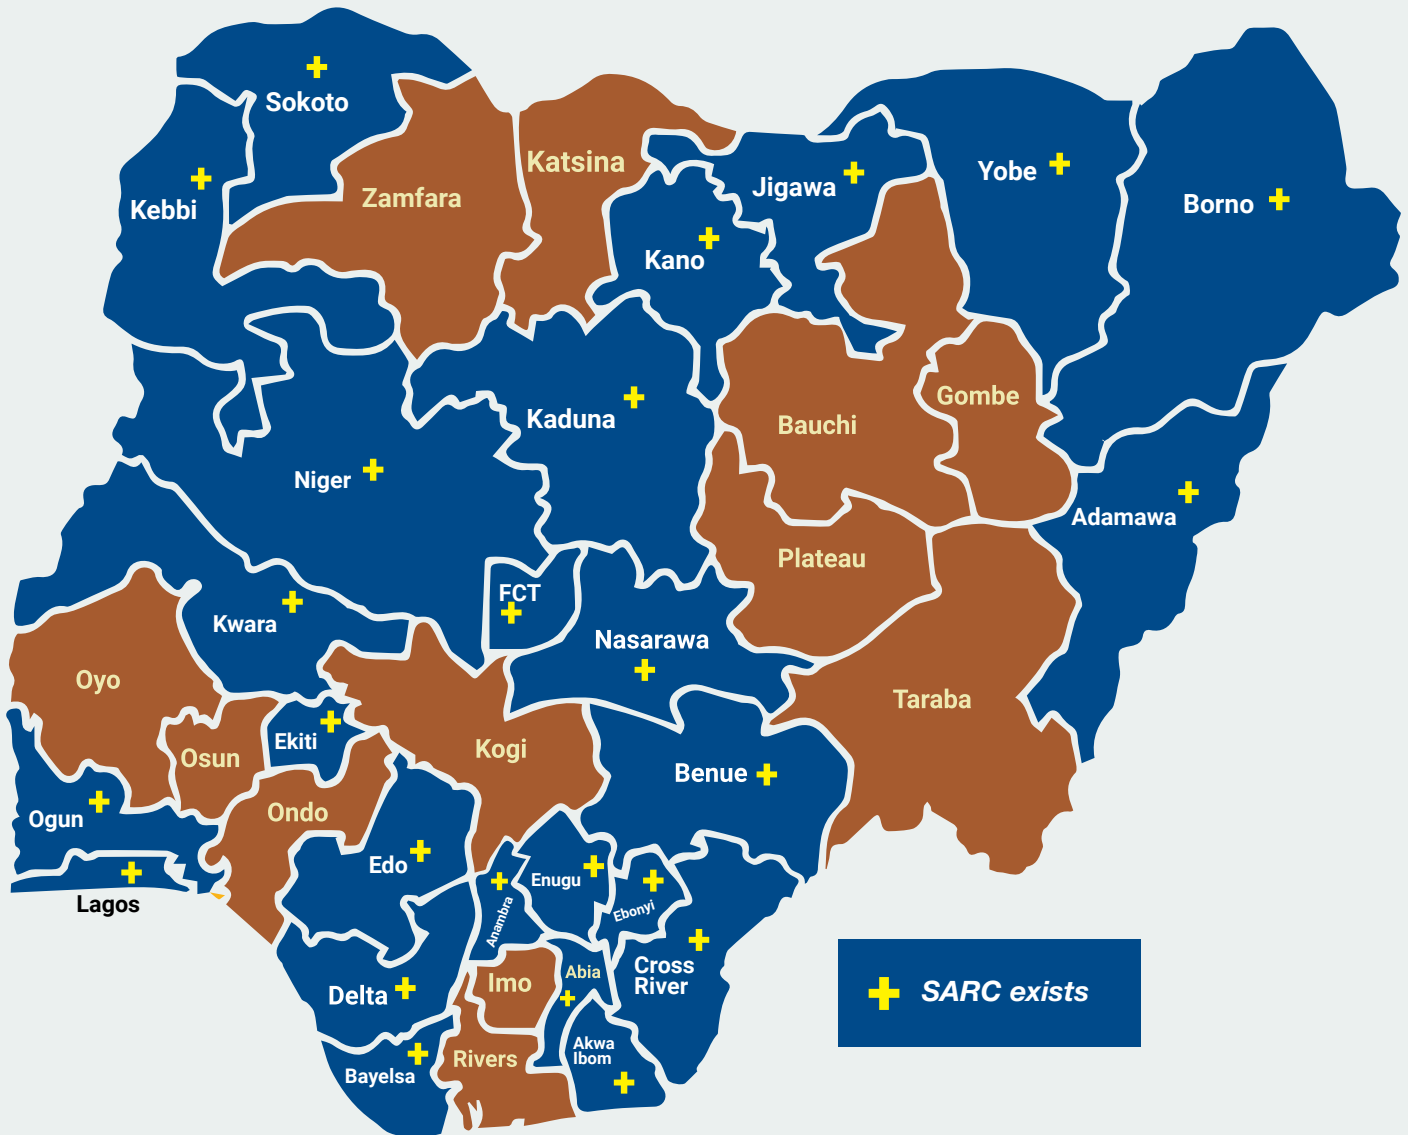 Sokoto
Kebbi
Zamfara
Katsina
Kano
Jigawa
Yobe
Borno
Niger
Kaduna
Bauchi
Gombe
Adamawa
Plateau
FCT
Nasarawa
Kwara
Oyo
Taraba
Ekiti
Osun
Kogi
Benue
Ogun
Ondo
Edo
Lagos
Enugu
Ebonyi
Anambra
Imo
Abia
Cross
River
Delta
Rivers
Akwa
Ibom
Bayelsa
SARC exists